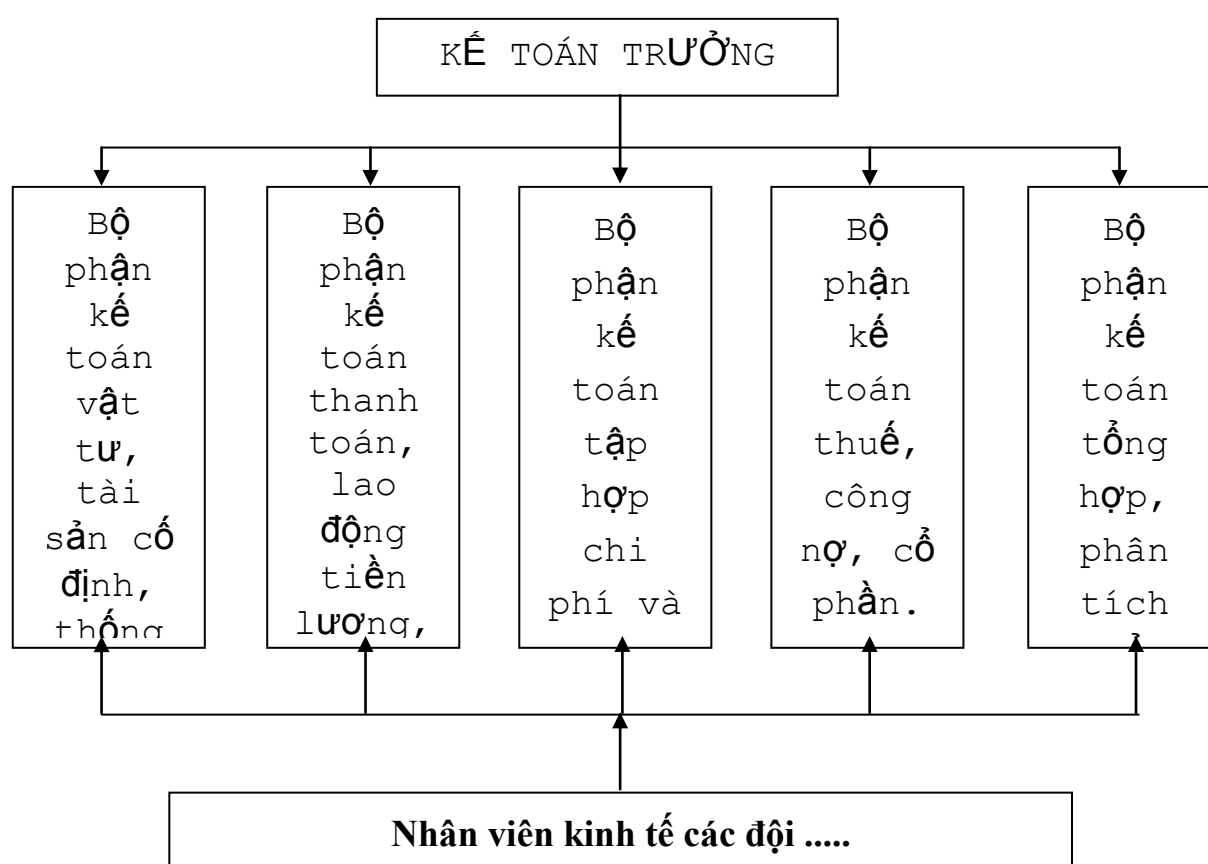 KẾ TOÁN TRƯỞNG
Bộ
phận
kế
toán
vật
tư,
tài
sản cố
định,
thống
Bộ
phận
kế
toán
thanh
toán,
lao
động
tiền
lương,
Bộ
phận
kế
toán
tập
hợp
chi
phí và
Bộ
phận
kế
toán
thuế,
công
nợ, cổ
phần.
Bộ
phận
kế
toán
tổng
hợp,
phân
tích
Nhân viên kinh tế các đội .....